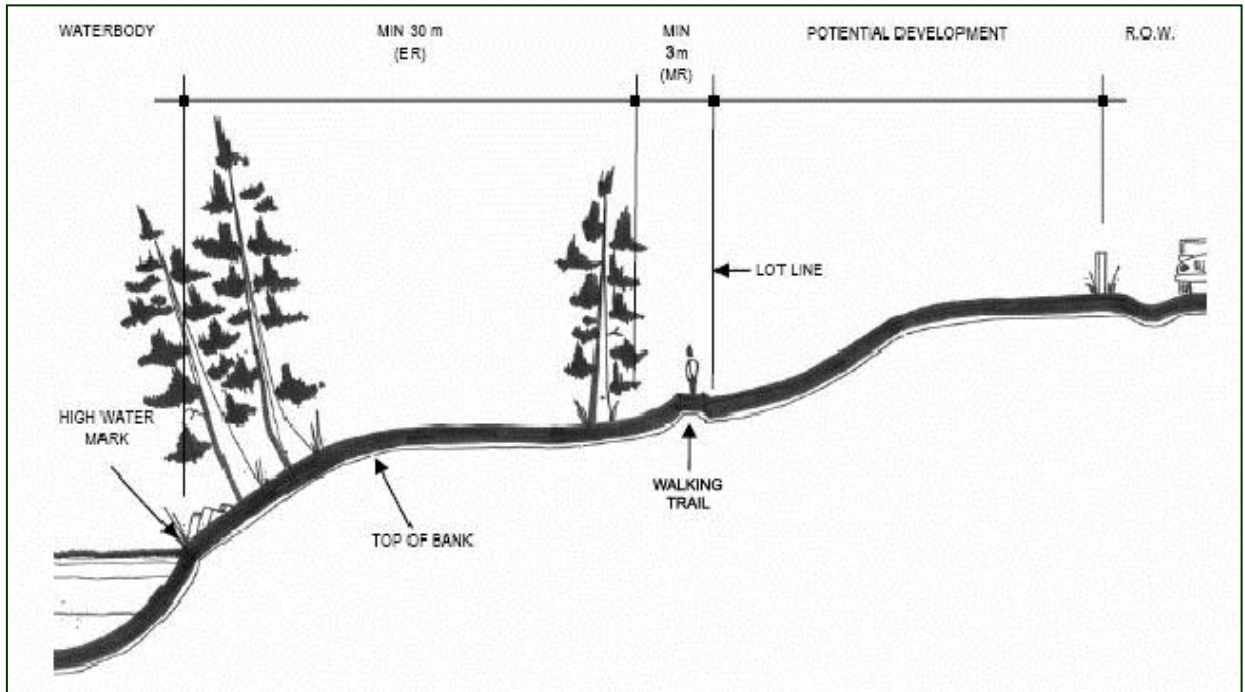 WATERBODY
MIN 30 m
(ER)
MIN
3m
(MR)
POTENTIAL DEVELOPMENT
R.O.W.
LOT LINE
HIGH WATER
MARK
WALKING
TRAIL
TOP OF BANK